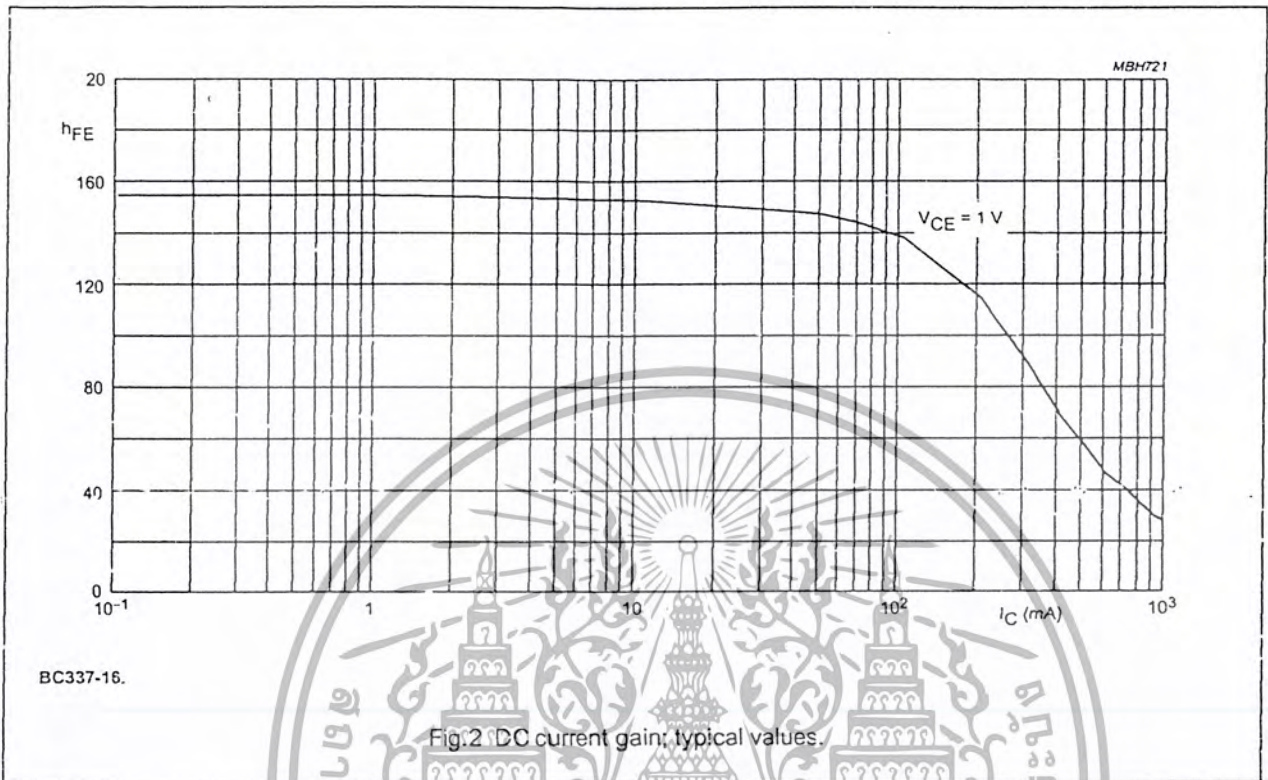 MBH721
20
hFE
160
VCE = 1 V
120
80
40
0
10-1
1
10
10²
IC (mA)
10³
BC337-16.
Fig.2 DC current gain; typical values.